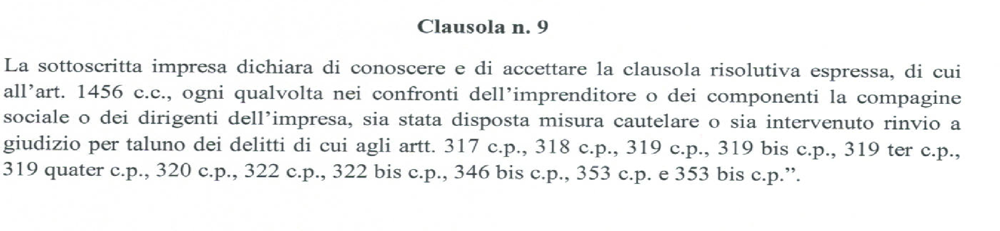 Clausola n. 9
La sottoscritta impresa dichiara di conoscere e di accettare la clausola risolutiva espressa, di cui
all’art. 1456 c.c., ogni qualvolta nei confronti dell’imprenditore o dei componenti la compagine
sociale o dei dirigenti dell’impresa, sia stata disposta misura cautelare o sia intervenuto rinvio a
giudizio per taluno dei delitti di cui agli artt. 317 c.p., 318 c.p., 319 c.p., 319 bis c.p., 319 ter c.p.,
319 quater c.p., 320 c.p., 322 c.p., 322 bis c.p., 346 bis c.p., 353 c.p. e 353 bis c.p.”.